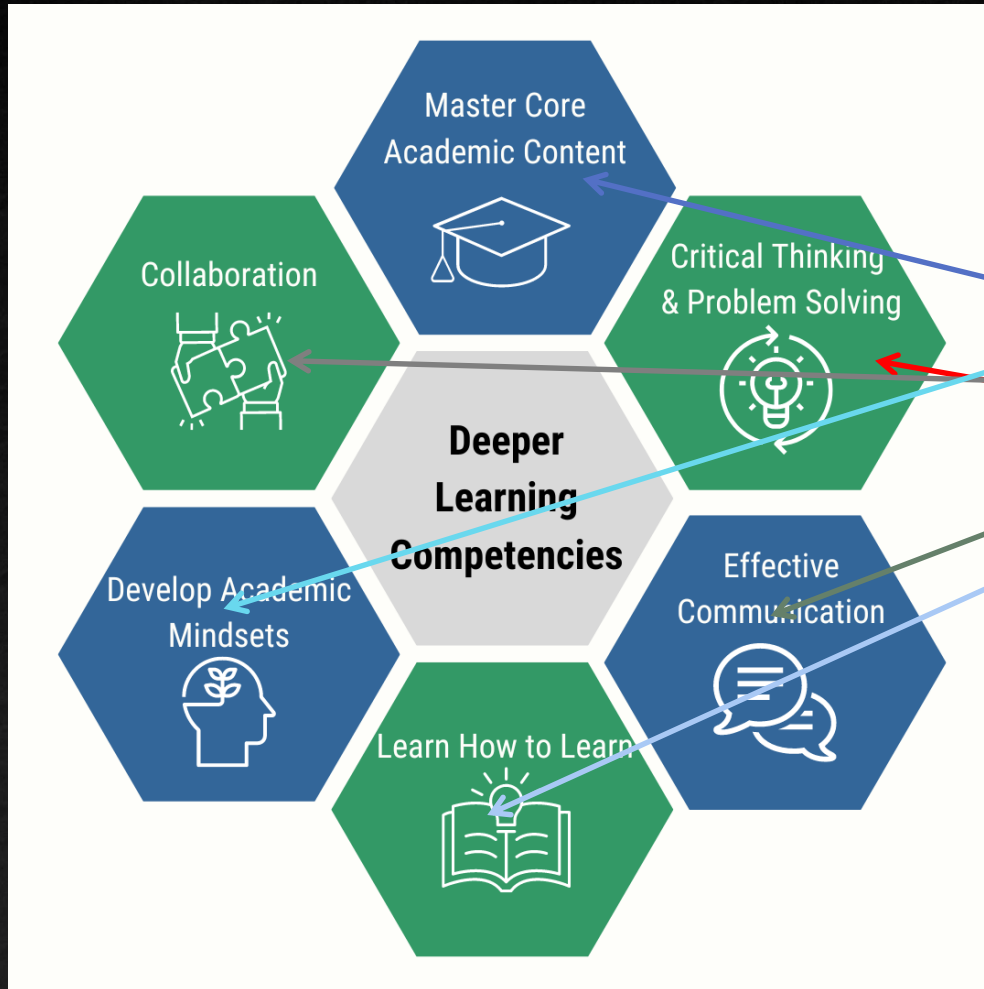 Master Core
Academic Content
Collaboration
Critical Thinking
& Problem Solving
Deeper
Learning
Competencies
Develop Academic
Mindsets
Effective
Communication
Learn How to Learn